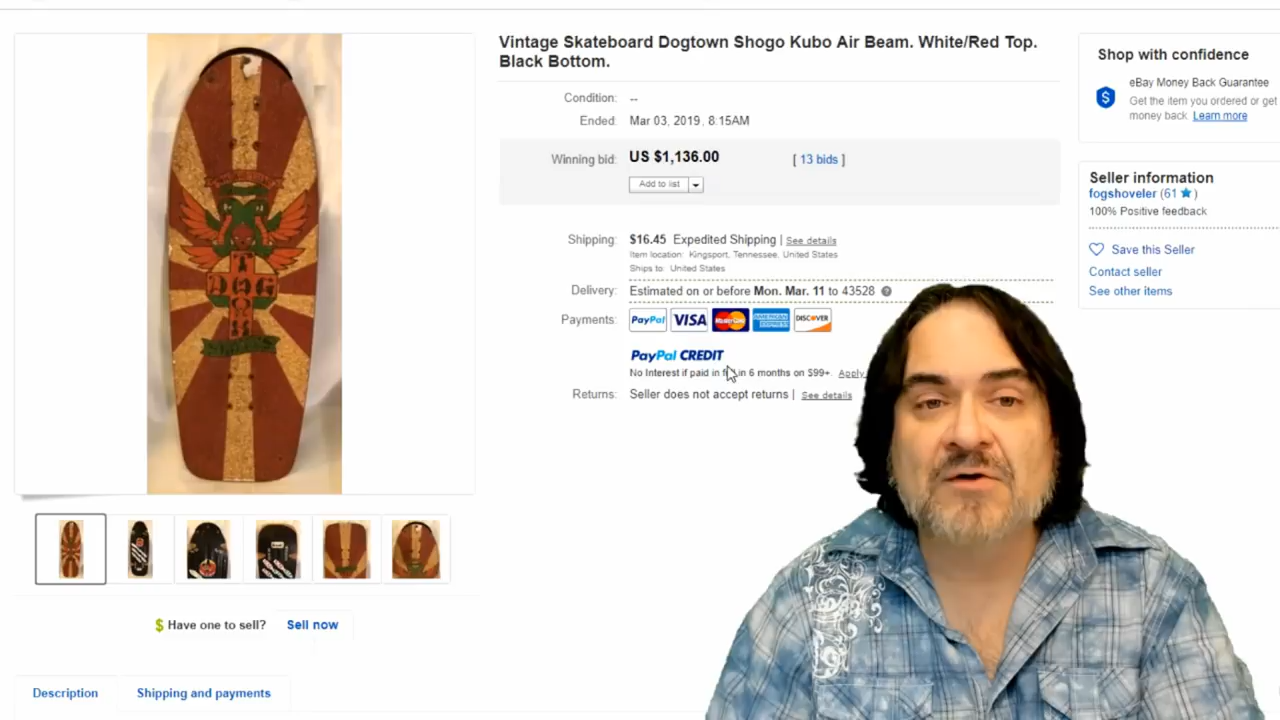 Vintage Skateboard Dogtown Shogo Kubo Air Beam. White/Red Top.
Black Bottom.
Condition: --
Ended: Mar 03, 2019, 8:15AM
Winning bid: US $1,136.00 [ 13 bids ]
Add to list
Shipping: $16.45 Expedited Shipping | See details
Item location: Kingsport, Tennessee, United States
Ships to: United States
Delivery: Estimated on or before Mon. Mar. 11 to 43528
Payments: PayPal VISA MasterCard AMERICAN EXPRESS DISCOVER
PayPal CREDIT
No Interest if paid in full in 6 months on $99+. Apply
Returns: Seller does not accept returns | See details
Shop with confidence
eBay Money Back Guarantee
Get the item you ordered or get
money back. Learn more
Seller information
fogshoveler (61 )
100% Positive feedback
Save this Seller
Contact seller
See other items
DOG
$ Have one to sell? Sell now
Description Shipping and payments